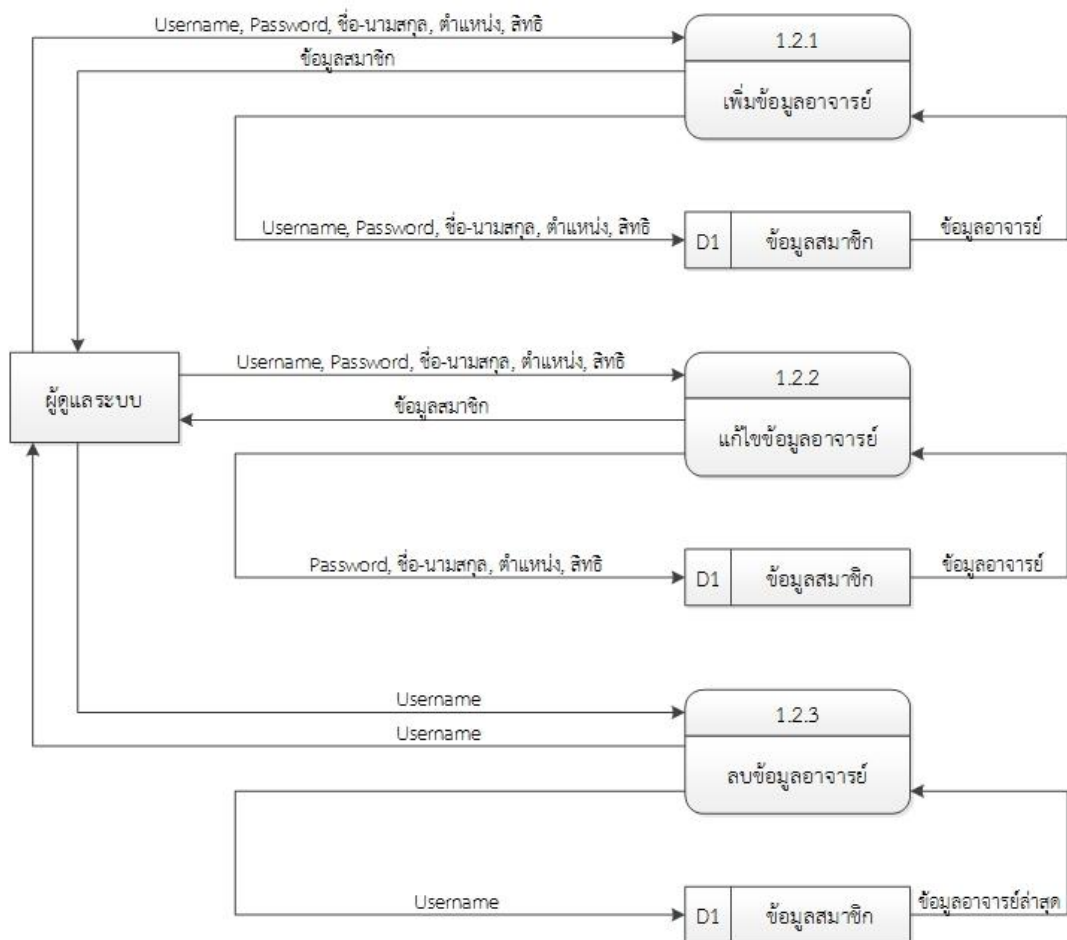 Username, Password, ชื่อ-นามสกุล, ตำแหน่ง, สิทธิ
1.2.1
ข้อมูลสมาชิก
เพิ่มข้อมูลอาจารย์
Username, Password, ชื่อ-นามสกุล, ตำแหน่ง, สิทธิ
D1
ข้อมูลสมาชิก
ข้อมูลอาจารย์
ผู้ดูแลระบบ
Username, Password, ชื่อ-นามสกุล, ตำแหน่ง, สิทธิ
1.2.2
ข้อมูลสมาชิก
แก้ไขข้อมูลอาจารย์
Password, ชื่อ-นามสกุล, ตำแหน่ง, สิทธิ
D1
ข้อมูลสมาชิก
ข้อมูลอาจารย์
Username
1.2.3
Username
ลบข้อมูลอาจารย์
Username
D1
ข้อมูลสมาชิก
ข้อมูลอาจารย์ล่าสุด